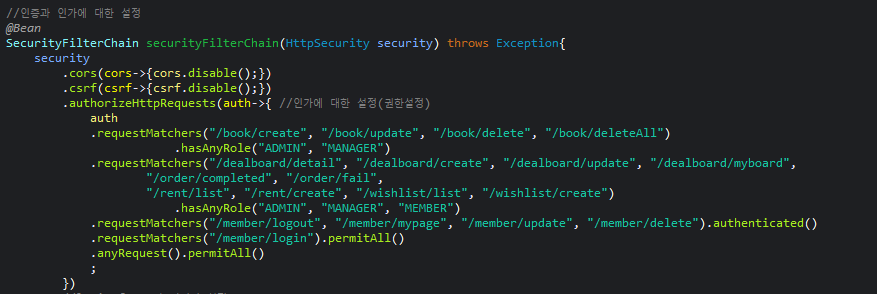 //인증과 인가에 대한 설정
@Bean
SecurityFilterChain securityFilterChain(HttpSecurity security) throws Exception{
security
.cors(cors->{cors.disable();})
.csrf(csrf->{csrf.disable();})
.authorizeHttpRequests(auth->{ //인가에 대한 설정(권한설정)
auth
.requestMatchers("/book/create", "/book/update", "/book/delete", "/book/deleteAll")
.hasAnyRole("ADMIN", "MANAGER")
.requestMatchers("/dealboard/detail", "/dealboard/create", "/dealboard/update", "/dealboard/myboard",
"/order/completed", "/order/fail",
"/rent/list", "/rent/create", "/wishlist/list", "/wishlist/create")
.hasAnyRole("ADMIN", "MANAGER", "MEMBER")
.requestMatchers("/member/logout", "/member/mypage", "/member/update", "/member/delete").authenticated()
.requestMatchers("/member/login").permitAll()
.anyRequest().permitAll()
;
})